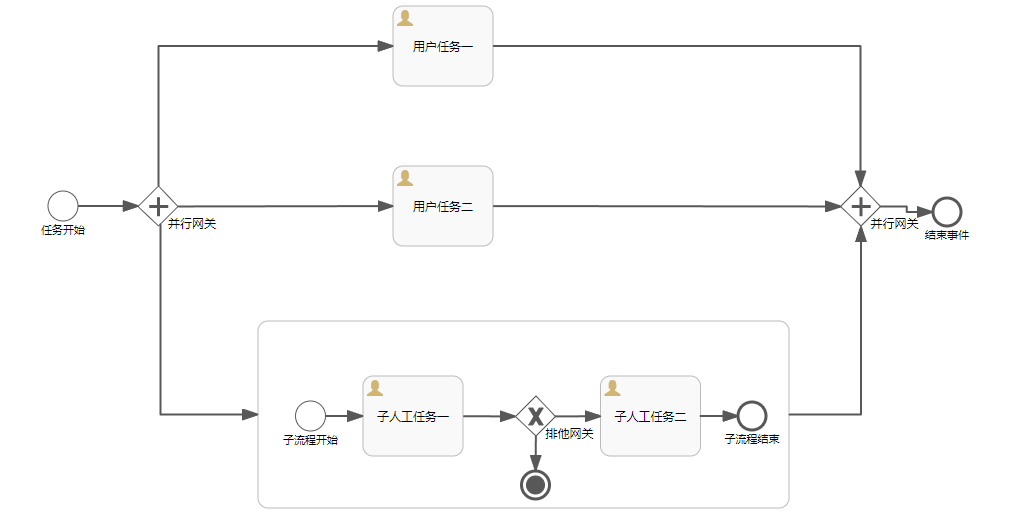 用户任务一
用户任务二
任务开始
并行网关
并行网关
结束事件
子人工任务一
子人工任务二
子流程开始
排他网关
子流程结束